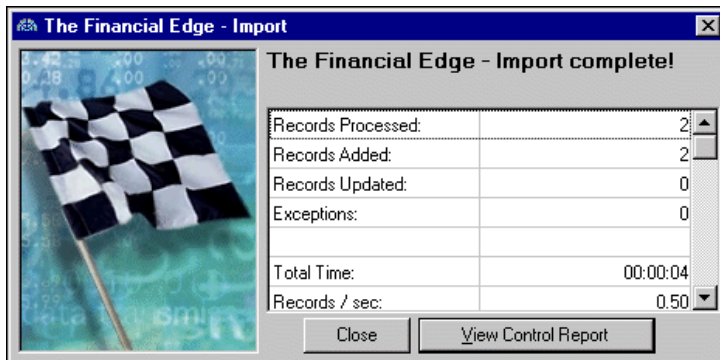 The Financial Edge - Import
The Financial Edge - Import complete!
Records Processed: 2
Records Added: 2
Records Updated: 0
Exceptions: 0
Total Time: 00:00:04
Records / sec: 0.50
Close
View Control Report